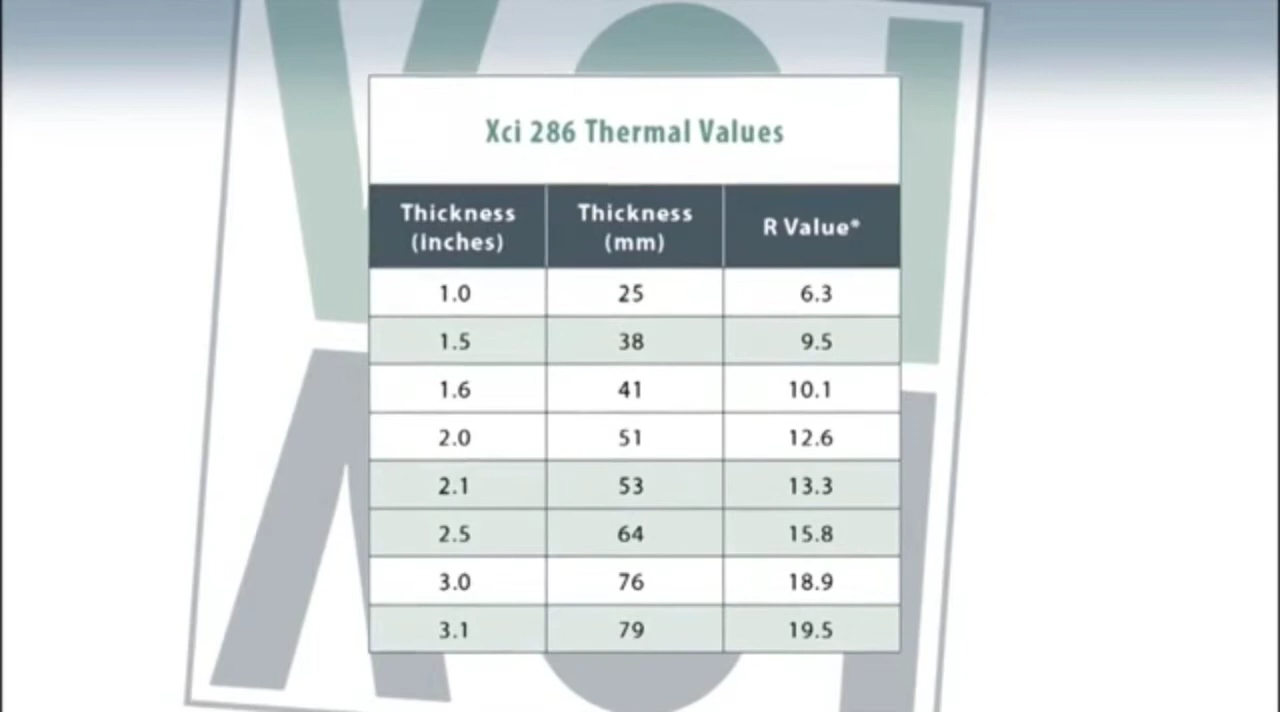 Xci 286 Thermal Values
Thickness (inches) Thickness (mm) R Value*
1.0 25 6.3
1.5 38 9.5
1.6 41 10.1
2.0 51 12.6
2.1 53 13.3
2.5 64 15.8
3.0 76 18.9
3.1 79 19.5